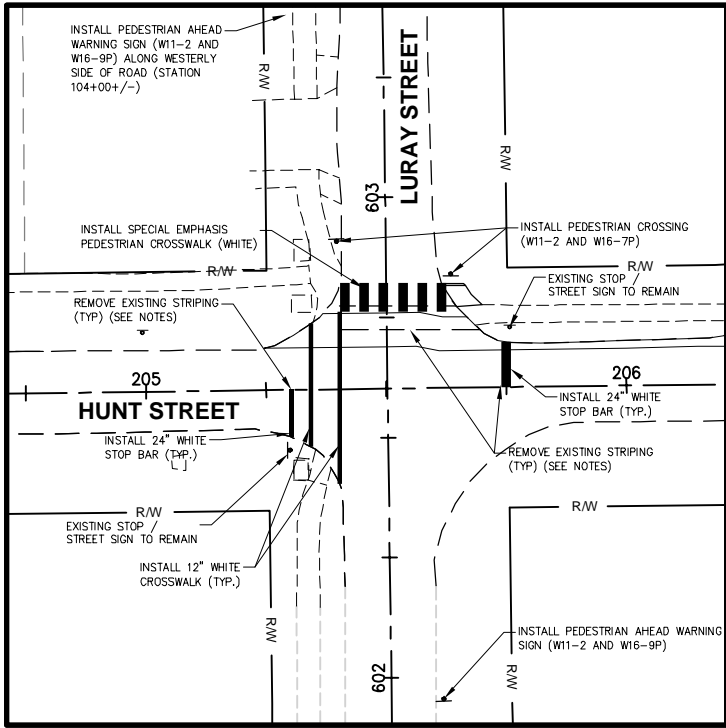 INSTALL PEDESTRIAN AHEAD
WARNING SIGN (W11-2 AND
W16-9P) ALONG WESTERLY
SIDE OF ROAD (STATION
104+00+/-)
R/W
LURAY STREET
R/W
603
INSTALL SPECIAL EMPHASIS
PEDESTRIAN CROSSWALK (WHITE)
INSTALL PEDESTRIAN CROSSING
(W11-2 AND W16-7P)
R/W
R/W
EXISTING STOP /
STREET SIGN TO REMAIN
REMOVE EXISTING STRIPING
(TYP) (SEE NOTES)
205
206
HUNT STREET
INSTALL 24" WHITE
STOP BAR (TYP.)
INSTALL 24" WHITE
STOP BAR (TYP.)
REMOVE EXISTING STRIPING
(TYP) (SEE NOTES)
R/W
R/W
EXISTING STOP /
STREET SIGN TO REMAIN
INSTALL 12" WHITE
CROSSWALK (TYP.)
R/W
INSTALL PEDESTRIAN AHEAD WARNING
SIGN (W11-2 AND W16-9P)
R/W
602